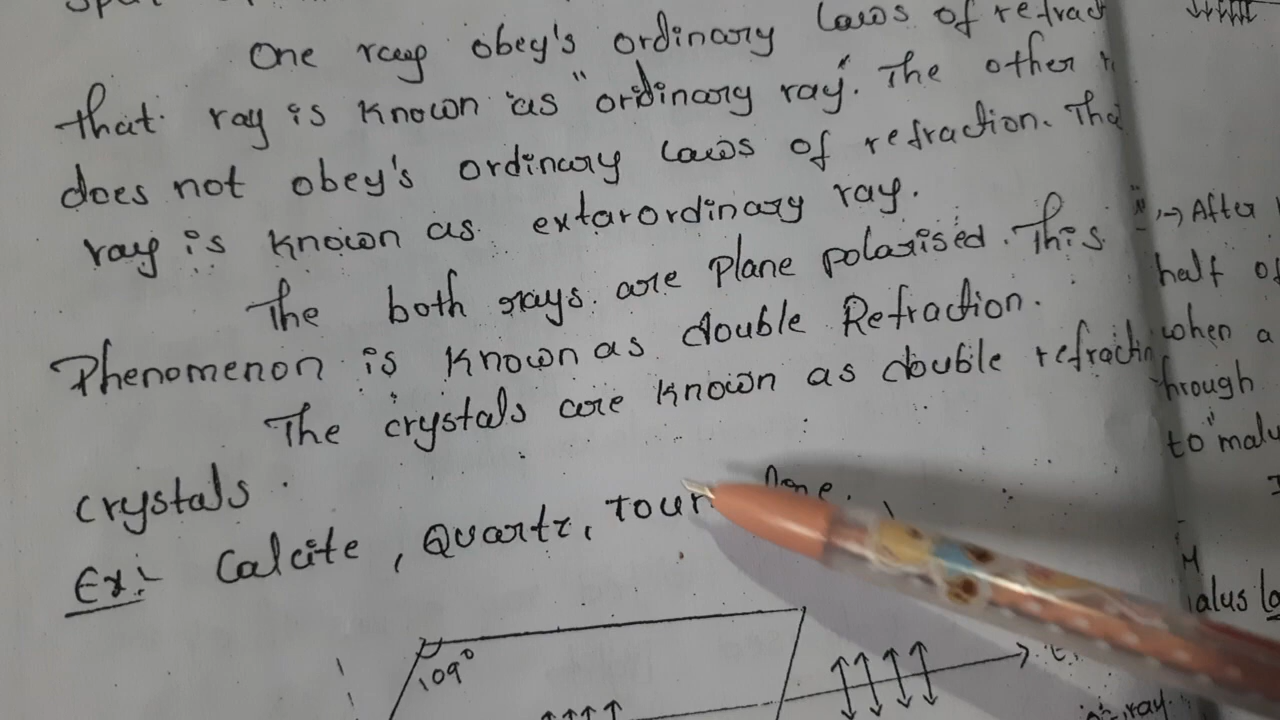 One ray obey's ordinary laws of refract
that ray is known as "ordinary ray". The other
does not obey's ordinary laws of refraction. Tha
ray is known as extarordinary ray.
The both rays are plane polarised. This
Phenomenon is known as double Refraction.
The crystals are known as double refractin
crystals.
Ex:- Calcite, Quartz, Tour
109°
ray.
After
half of
when a
hrough
to "malu
M
alus la